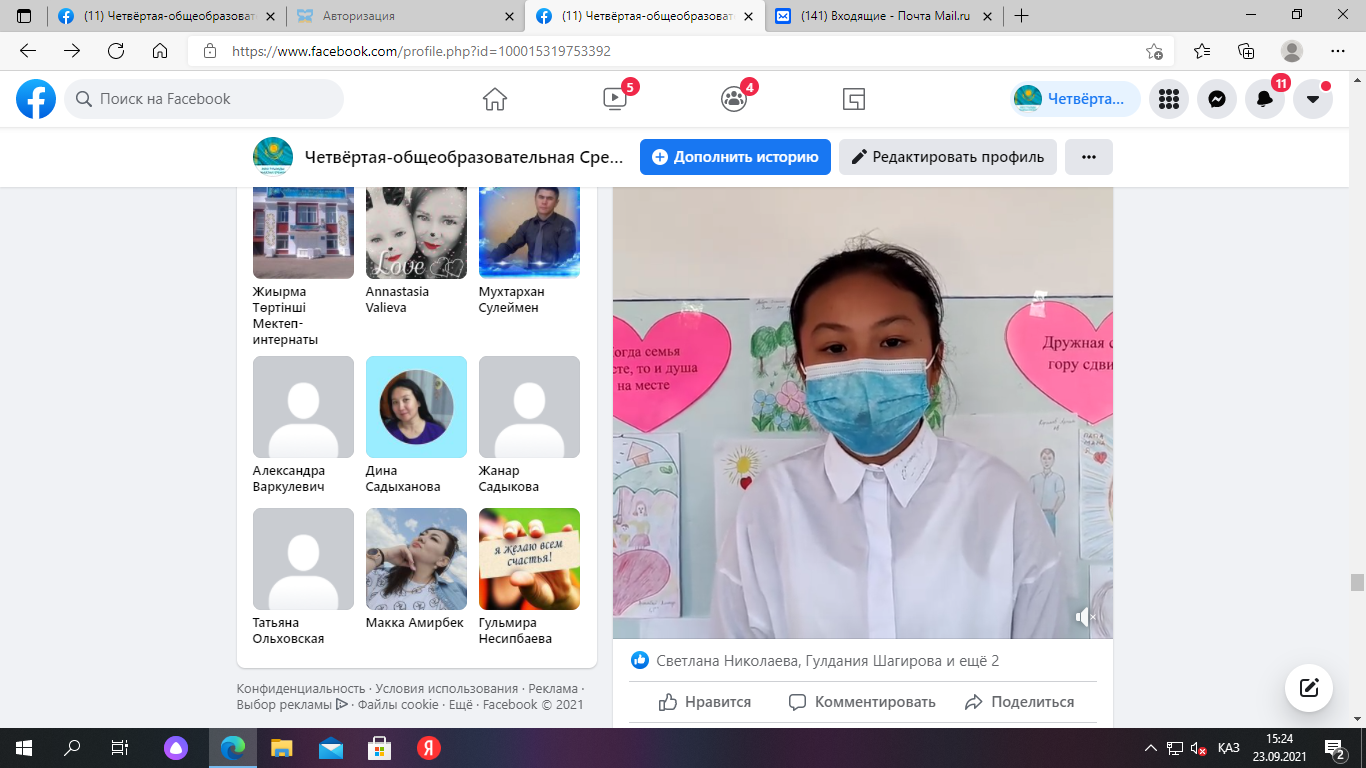 (11) Четвёртая-общеобразоват
Авторизация
(11) Четвёртая-общеобразоват
(141) Входящие - Почта Mail.ru
https://www.facebook.com/profile.php?id=100015319753392
Поиск на Facebook
5
4
Четвёрта...
11
Четвёртая-общеобразовательная Сре...
Дополнить историю
Редактировать профиль
Love
Жиырма
Төртінші
Мектеп-
интернаты
Annastasia
Valieva
Мухтархан
Сулеймен
Александра
Варкулевич
Дина
Садыханова
Жанар
Садыкова
я желаю всем
счастья!
Татьяна
Ольховская
Макка Амирбек
Гульмира
Несипбаева
Конфиденциальность · Условия использования · Реклама ·
Выбор рекламы · Файлы cookie · Ещё · Facebook © 2021
огда семья
сте, то и душа
на месте
Дружная с
гору сдви
ПАПА
МАМА
Я
Светлана Николаева, Гулдания Шагирова и ещё 2
Нравится
Комментировать
Поделиться
ҚАЗ
15:24
23.09.2021
2